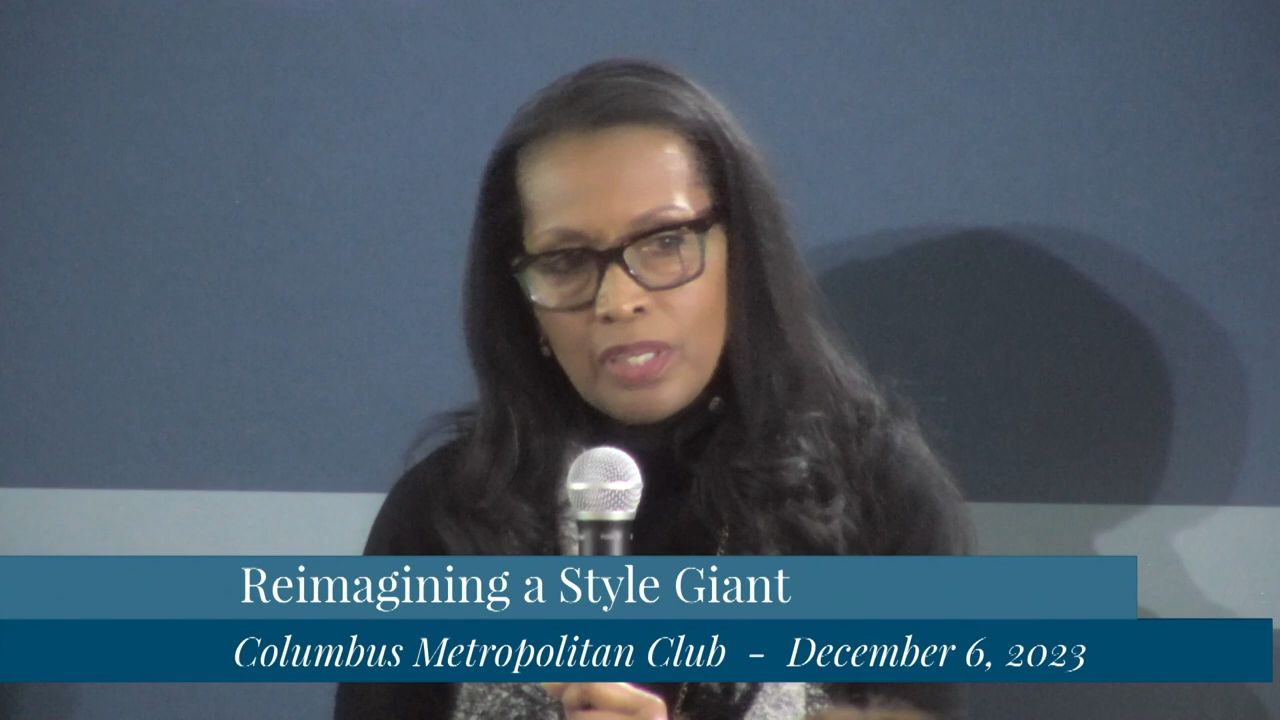 Reimagining a Style Giant
Columbus Metropolitan Club - December 6, 2023